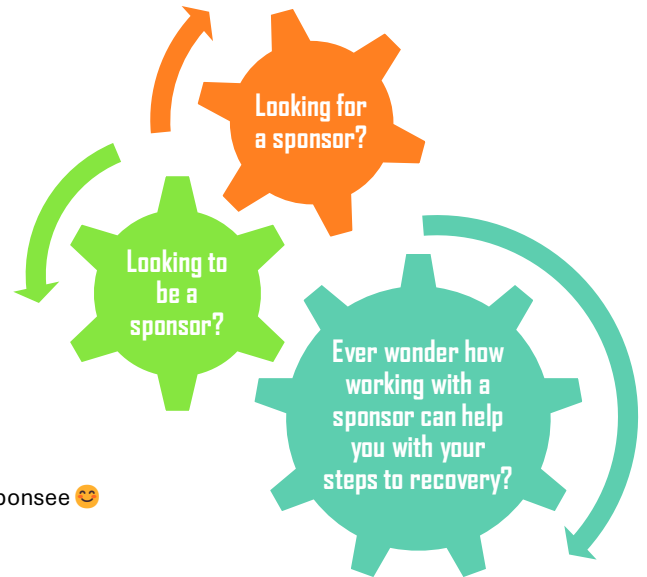 Looking for
a sponsor?
Looking to
be a
sponsor?
Ever wonder how
working with a
sponsor can help
you with your
steps to recovery?
ponsee 😊